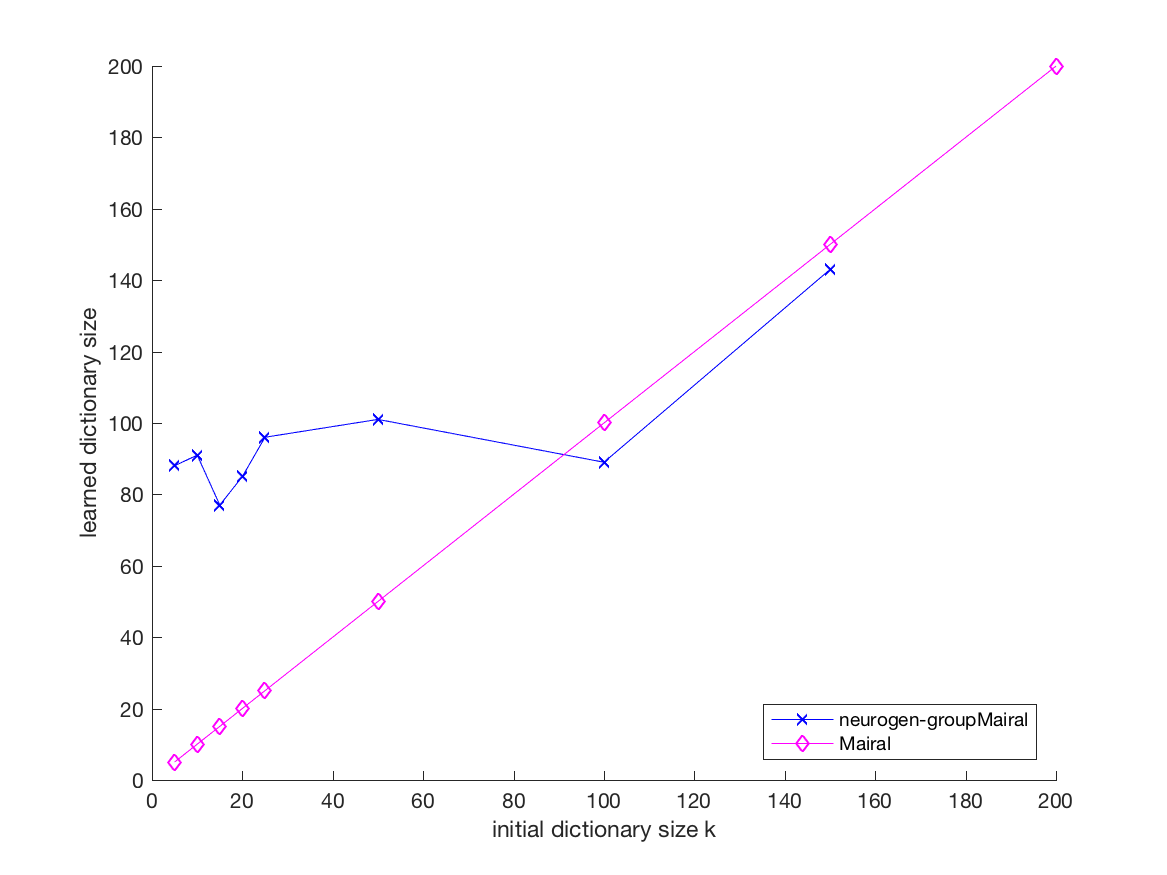 200
180
160
140
120
100
80
60
40
20
0
learned dictionary size
0 20 40 60 80 100 120 140 160 180 200
initial dictionary size k
neurogen-groupMairal
Mairal